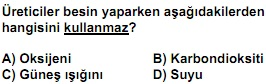 Üreticiler besin yaparken aşağıdakilerden
hangisini kullanmaz?
A) Oksijeni B) Karbondioksiti
C) Güneş ışığını D) Suyu